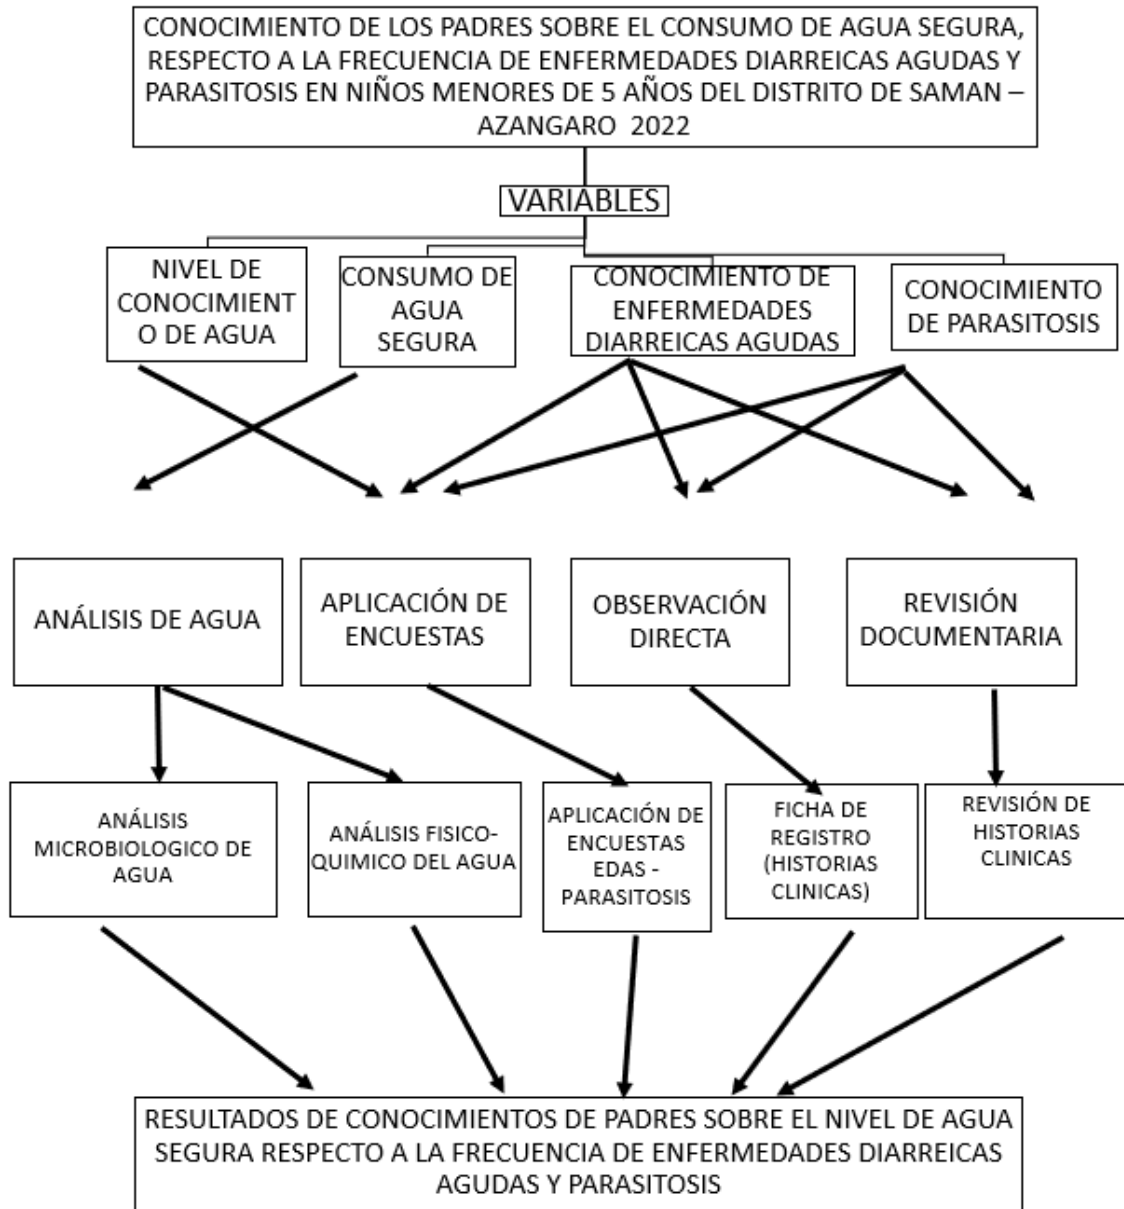 CONOCIMIENTO DE LOS PADRES SOBRE EL CONSUMO DE AGUA SEGURA,
RESPECTO A LA FRECUENCIA DE ENFERMEDADES DIARREICAS AGUDAS Y
PARASITOSIS EN NIÑOS MENORES DE 5 AÑOS DEL DISTRITO DE SAMAN –
AZANGARO 2022
VARIABLES
NIVEL DE
CONOCIMIENT
O DE AGUA
CONSUMO DE
AGUA
SEGURA
CONOCIMIENTO DE
ENFERMEDADES
DIARREICAS AGUDAS
CONOCIMIENTO
DE PARASITOSIS
ANÁLISIS DE AGUA
APLICACIÓN DE
ENCUESTAS
OBSERVACIÓN
DIRECTA
REVISIÓN
DOCUMENTARIA
ANÁLISIS
MICROBIOLOGICO DE
AGUA
ANÁLISIS FISICO-
QUIMICO DEL AGUA
APLICACIÓN DE
ENCUESTAS
EDAS -
PARASITOSIS
FICHA DE
REGISTRO
(HISTORIAS
CLINICAS)
REVISIÓN DE
HISTORIAS
CLINICAS
RESULTADOS DE CONOCIMIENTOS DE PADRES SOBRE EL NIVEL DE AGUA
SEGURA RESPECTO A LA FRECUENCIA DE ENFERMEDADES DIARREICAS
AGUDAS Y PARASITOSIS